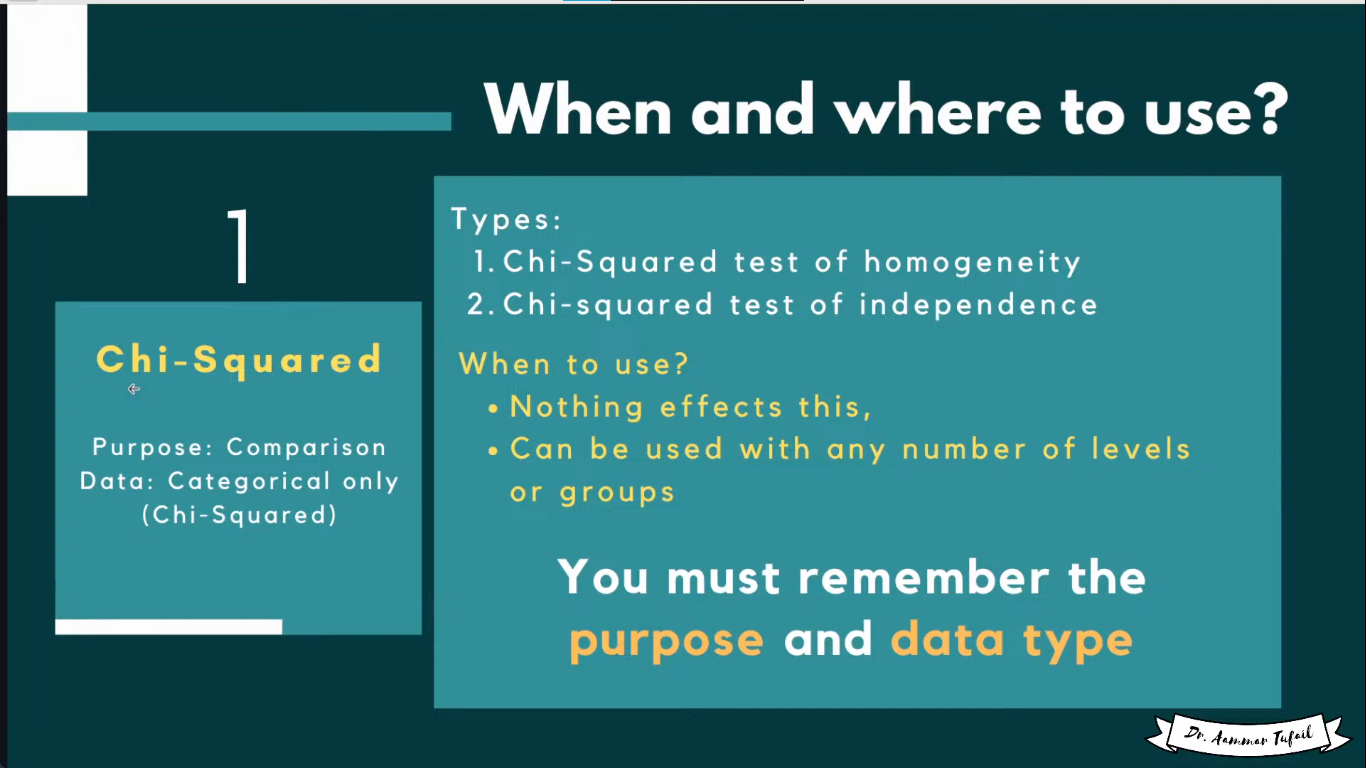 When and where to use?
1
Chi-Squared
Purpose: Comparison
Data: Categorical only
(Chi-Squared)
Types:
1. Chi-Squared test of homogeneity
2. Chi-squared test of independence
When to use?
• Nothing effects this,
• Can be used with any number of levels
or groups
You must remember the
purpose and data type
Dr. Aammar Tufail